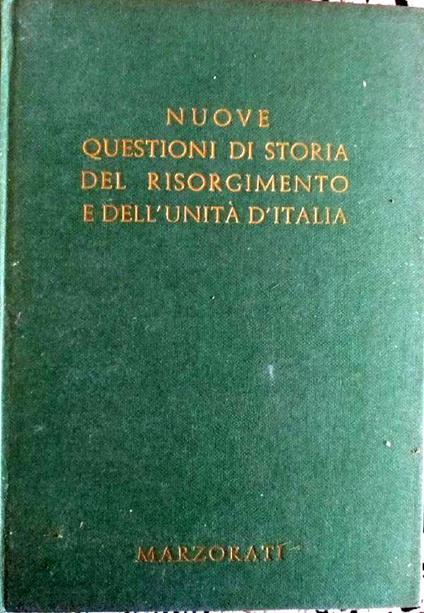 NUOVE
QUESTIONI DI STORIA
DEL RISORGIMENTO
E DELL'UNITÀ D'ITALIA
MARZORATI